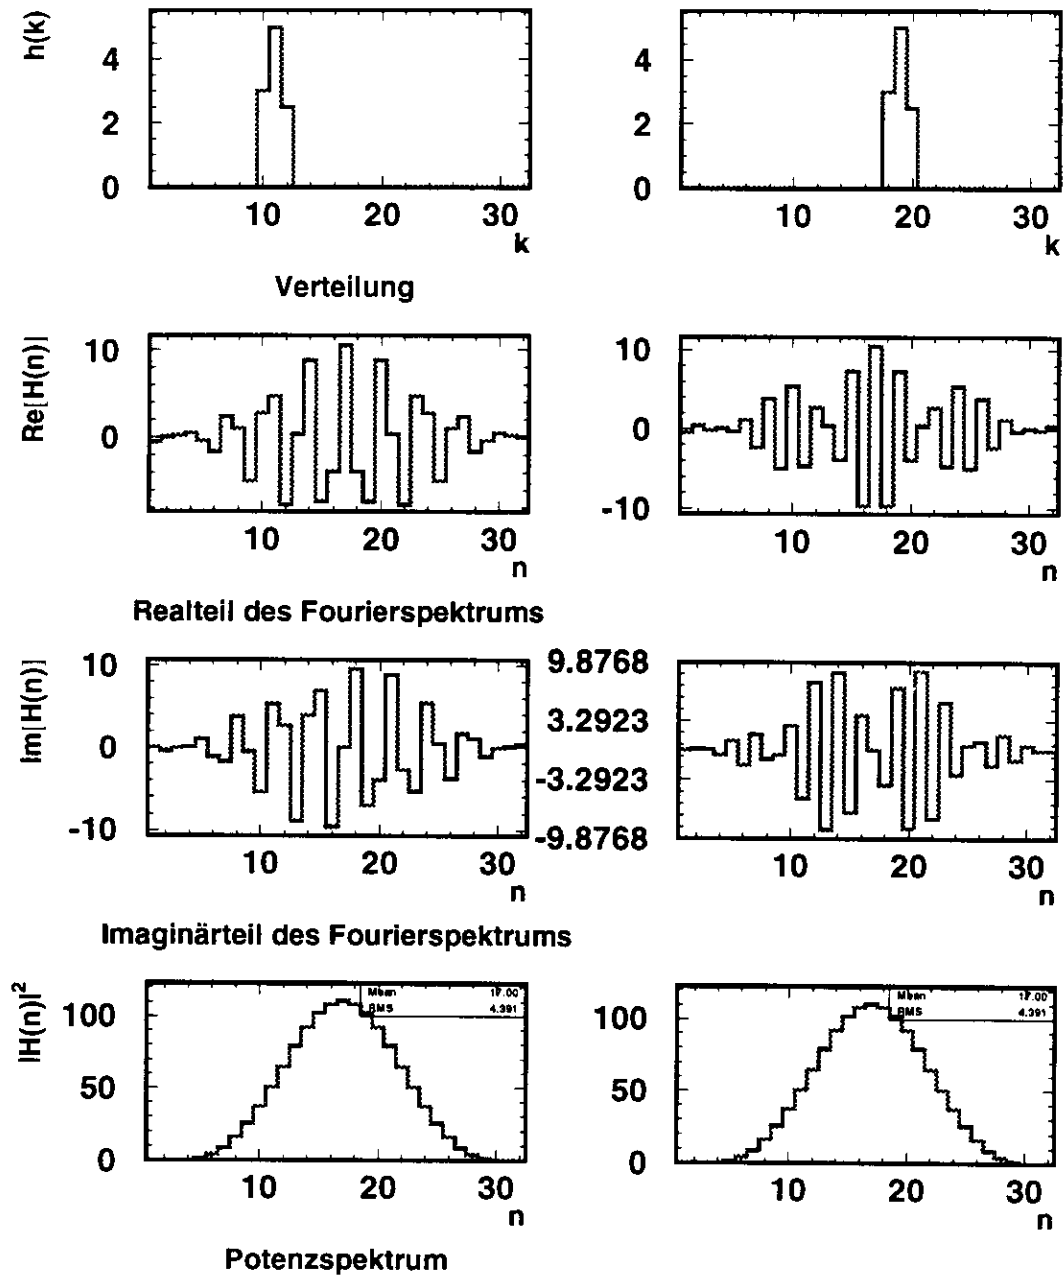 h(k)
4
2
0
10 20 30
k
4
2
0
10 20 30
k
Verteilung
Re[H(n)]
10
0
10 20 30
n
10
0
-10
10 20 30
n
Realteil des Fourierspektrums
Im[H(n)]
10
0
-10
10 20 30
n
9.8768
3.2923
-3.2923
-9.8768
10 20 30
n
Imaginärteil des Fourierspektrums
|H(n)|²
100
50
0
Mean 17.00
RMS 4.391
10 20 30
n
100
50
0
Mean 17.00
RMS 4.391
10 20 30
n
Potenzspektrum